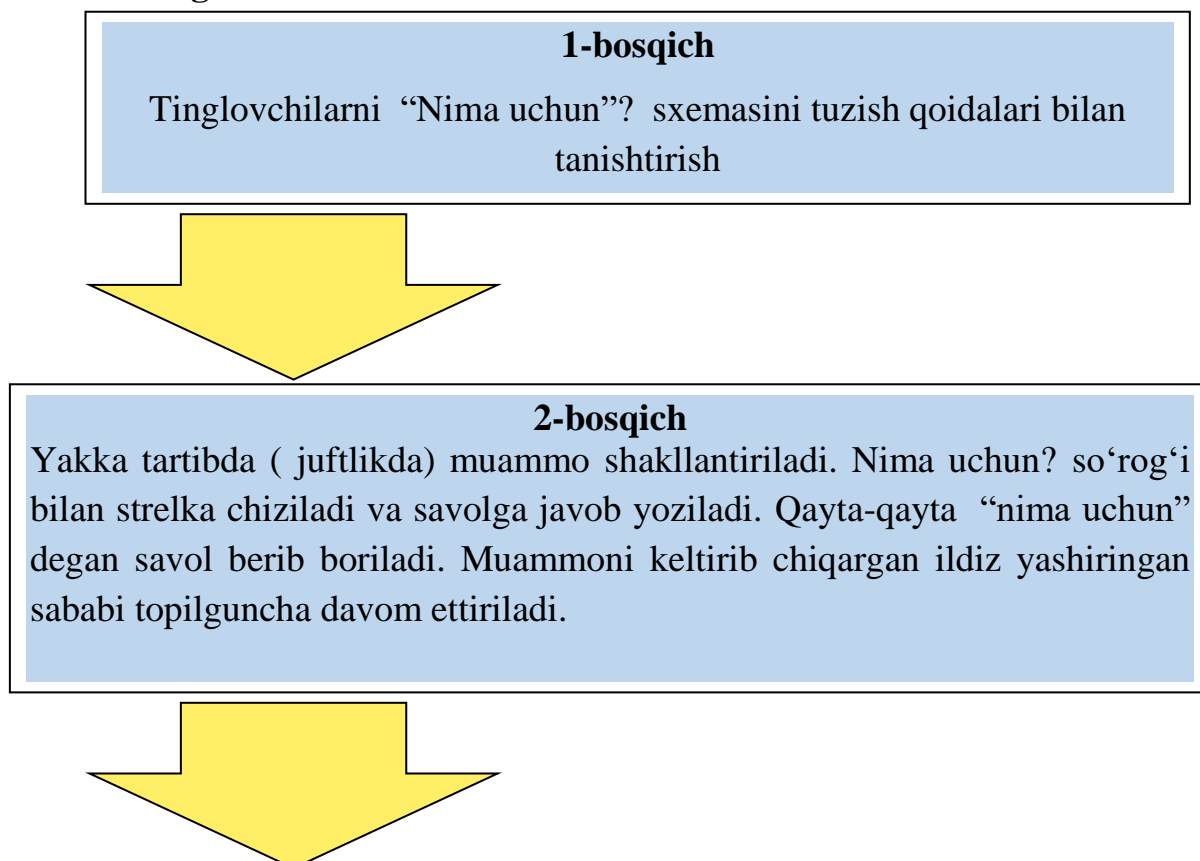 1-bosqich
Tinglovchilarni “Nima uchun”? sxemasini tuzish qoidalari bilan
tanishtirish
2-bosqich
Yakka tartibda ( juftlikda) muammo shakllantiriladi. Nima uchun? so‘rog‘i
bilan strelka chiziladi va savolga javob yoziladi. Qayta-qayta “nima uchun”
degan savol berib boriladi. Muammoni keltirib chiqargan ildiz yashiringan
sababi topilguncha davom ettiriladi.